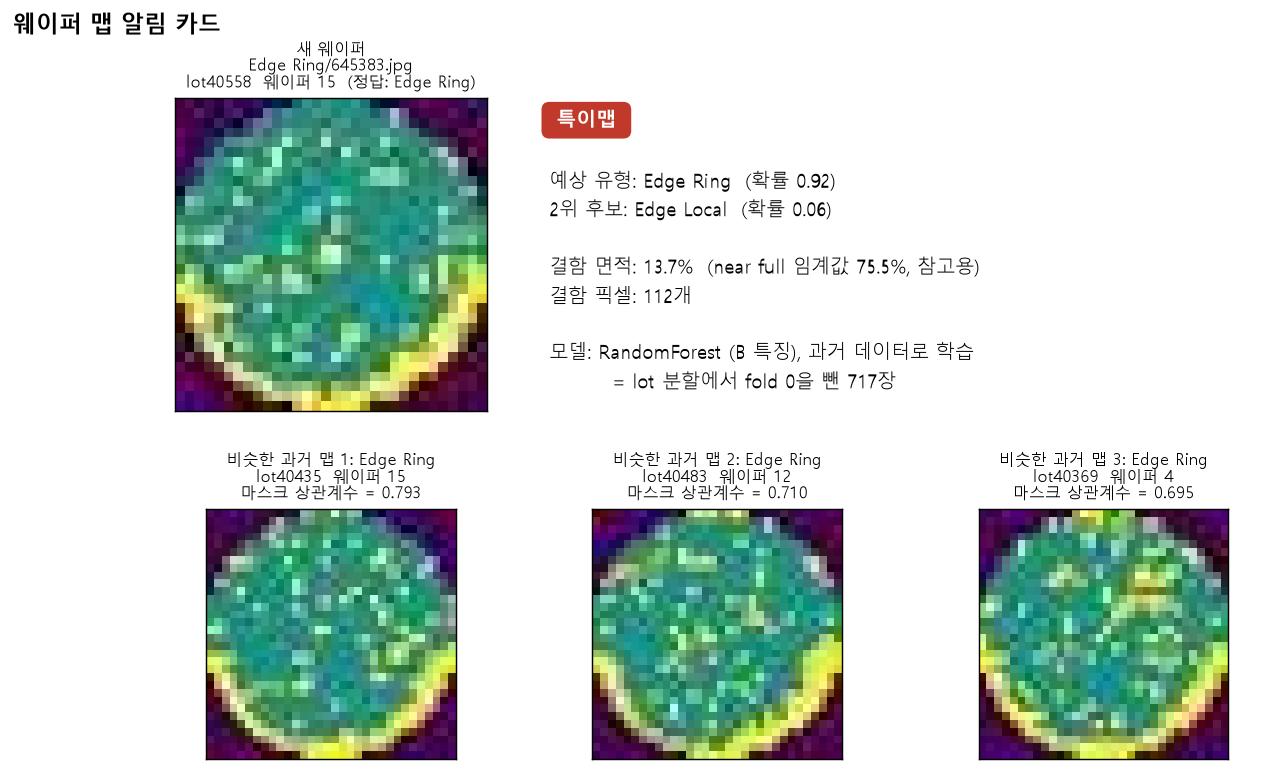 웨이퍼 맵 알림 카드
새 웨이퍼
Edge Ring/645383.jpg
lot40558 웨이퍼 15 (정답: Edge Ring)
특이맵
예상 유형: Edge Ring (확률 0.92)
2위 후보: Edge Local (확률 0.06)
결함 면적: 13.7% (near full 임계값 75.5%, 참고용)
결함 픽셀: 112개
모델: RandomForest (B 특징), 과거 데이터로 학습
= lot 분할에서 fold 0을 뺀 717장
비슷한 과거 맵 1: Edge Ring
lot40435 웨이퍼 15
마스크 상관계수 = 0.793
비슷한 과거 맵 2: Edge Ring
lot40483 웨이퍼 12
마스크 상관계수 = 0.710
비슷한 과거 맵 3: Edge Ring
lot40369 웨이퍼 4
마스크 상관계수 = 0.695